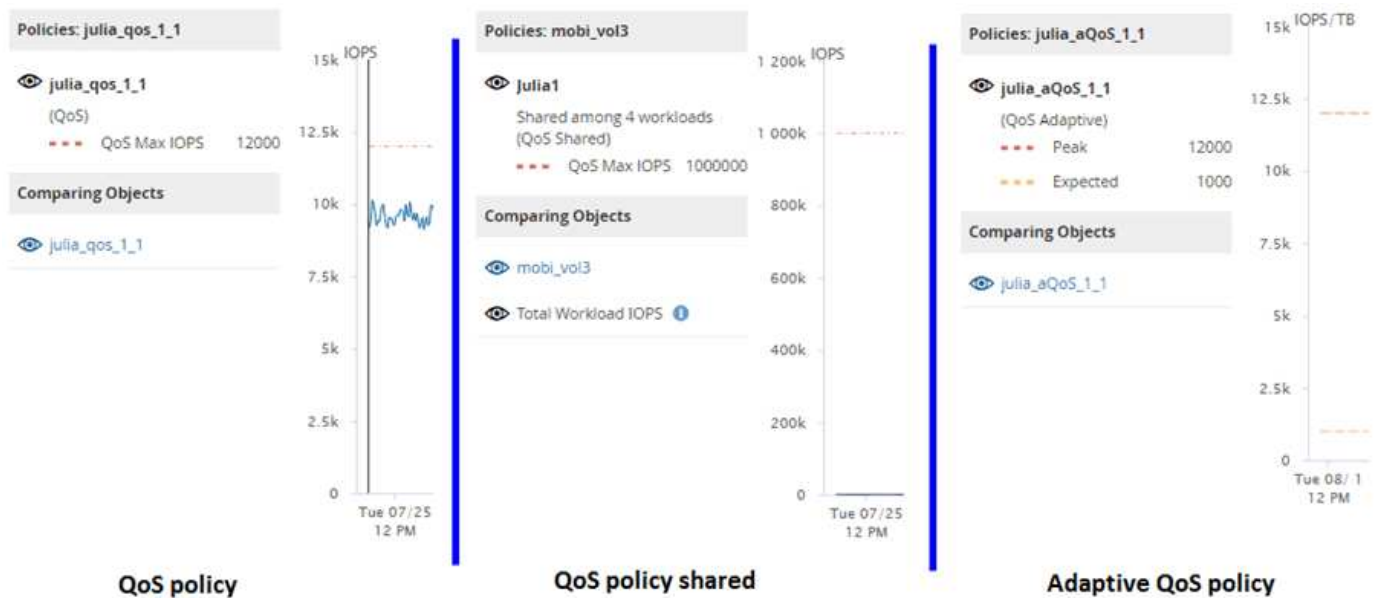 Policies: julia_qos_1_1
julia_qos_1_1
(QoS)
QoS Max IOPS 12000
Comparing Objects
julia_qos_1_1
IOPS
15k
12.5k
10k
7.5k
5k
2.5k
0
Tue 07/25
12 PM
QoS policy
Policies: mobi_vol3
Julia1
Shared among 4 workloads
(QoS Shared)
QoS Max IOPS 1000000
Comparing Objects
mobi_vol3
Total Workload IOPS
IOPS
1 200k
1 000k
800k
600k
400k
200k
0
Tue 07/25
12 PM
QoS policy shared
Policies: julia_aQoS_1_1
julia_aQoS_1_1
(QoS Adaptive)
Peak 12000
Expected 1000
Comparing Objects
julia_aQoS_1_1
IOPS/TB
15k
12.5k
10k
7.5k
5k
2.5k
0
Tue 08/ 1
12 PM
Adaptive QoS policy